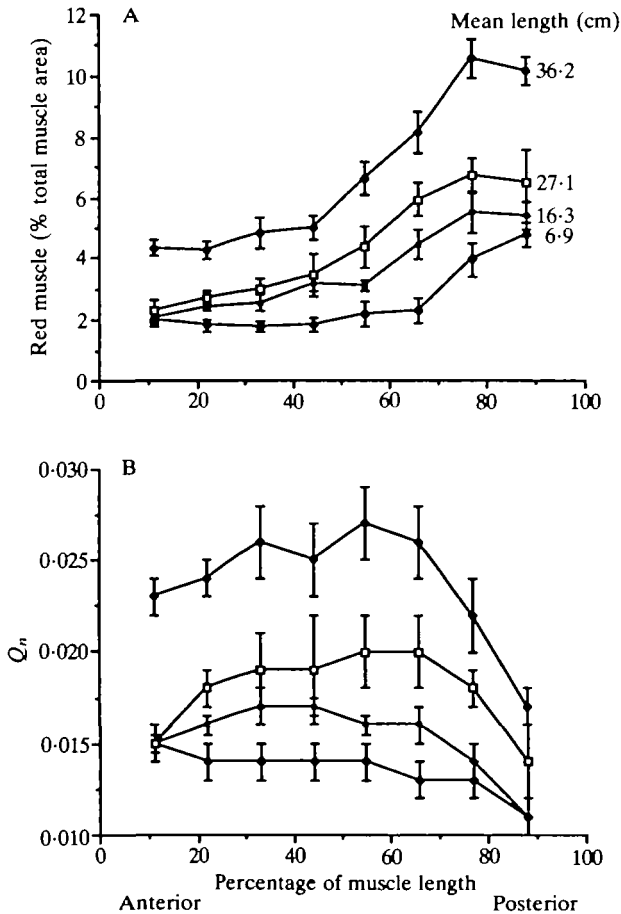 A
Mean length (cm)
12
10
8
6
4
2
0
Red muscle (% total muscle area)
36·2
27·1
16·3
6·9
0 20 40 60 80 100
B
0·030
0·025
0·020
0·015
0·010
Qn
0 20 40 60 80 100
Percentage of muscle length
Anterior Posterior